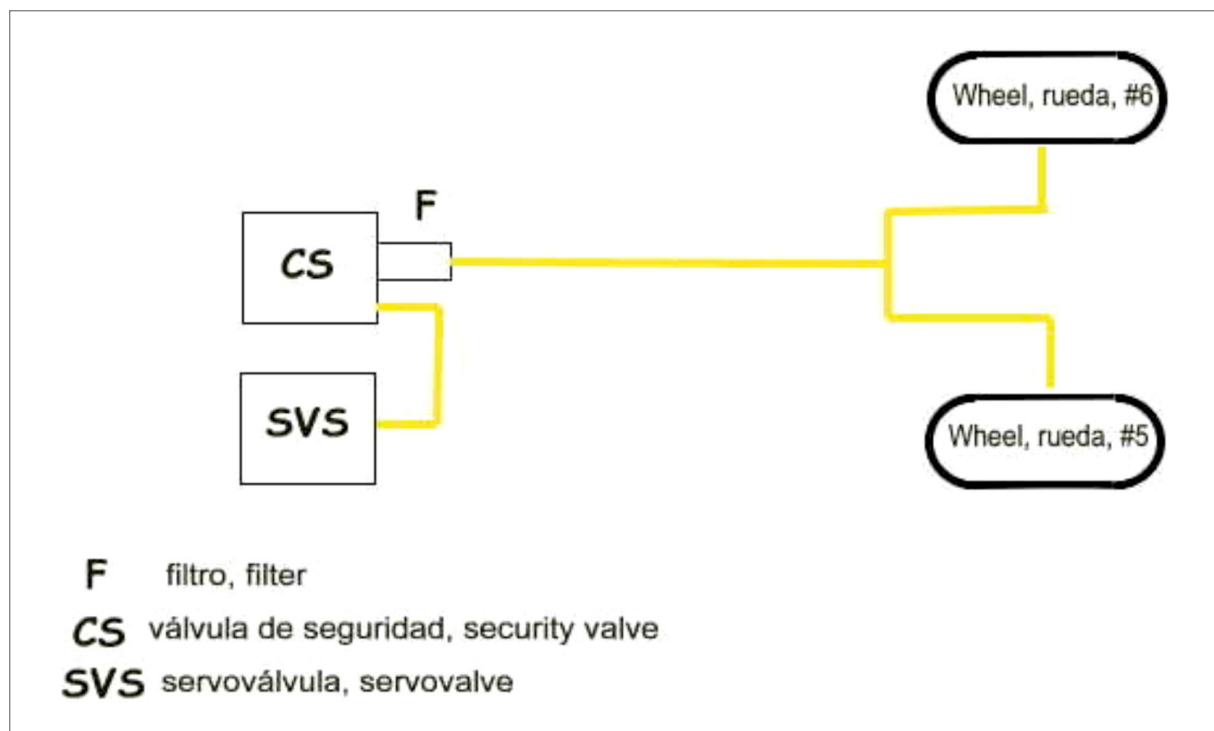 Wheel, rueda, #6
F
CS
SVS
Wheel, rueda, #5
F filtro, filter
CS válvula de seguridad, security valve
SVS servoválvula, servovalve